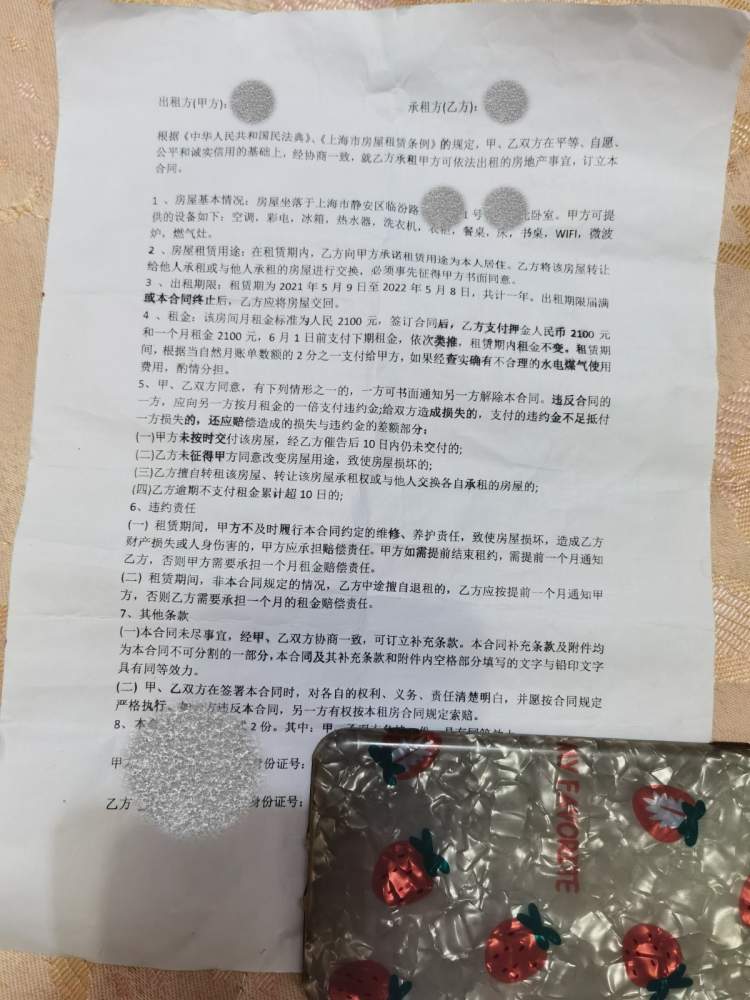 出租方(甲方):
承租方(乙方):
根据《中华人民共和国民法典》、《上海市房屋租赁条例》的规定，甲、乙双方在平等、自愿、
公平和诚实信用的基础上，经协商一致，就乙方承租甲方可依法出租的房地产事宜，订立本
合同。
1 、房屋基本情况：房屋坐落于上海市静安区临汾路 1号 北卧室。甲方可提
供的设备如下：空调，彩电，冰箱，热水器，洗衣机，衣柜，餐桌，床，书桌，WIFI，微波
炉，燃气灶。
2 、房屋租赁用途：在租赁期内，乙方向甲方承诺租赁用途为本人居住。乙方将该房屋转让
给他人承租或与他人承租的房屋进行交换，必须事先征得甲方书面同意。
3 、出租期限：租赁期为 2021 年 5 月 9 日至 2022 年 5 月 8 日，共计一年。出租期限届满
或本合同终止后，乙方应将房屋交回。
4 、租金：该房间月租金标准为人民 2100 元，签订合同后，乙方支付押金人民币 2100 元
和一个月租金 2100 元，6 月 1 日前支付下期租金，依次类推，租赁期内租金不变。租赁期
间，根据当自然月账单数额的 2 分之一支付给甲方，如果经查实确有不合理的水电煤气使用
费用，酌情分担。
5、甲、乙双方同意，有下列情形之一的，一方可书面通知另一方解除本合同。违反合同的
一方，应向另一方按月租金的一倍支付违约金;给双方造成损失的，支付的违约金不足抵付
一方损失的，还应赔偿造成的损失与违约金的差额部分：
(一)甲方未按时交付该房屋，经乙方催告后 10 日内仍未交付的;
(二)乙方未征得甲方同意改变房屋用途，致使房屋损坏的;
(三)乙方擅自转租该房屋、转让该房屋承租权或与他人交换各自承租的房屋的;
(四)乙方逾期不支付租金累计超 10 日的;
6、违约责任
(一) 租赁期间，甲方不及时履行本合同约定的维修、养护责任，致使房屋损坏，造成乙方
财产损失或人身伤害的，甲方应承担赔偿责任。甲方如需提前结束租约，需提前一个月通知
乙方，否则甲方需要承担一个月租金赔偿责任。
(二) 租赁期间，非本合同规定的情况，乙方中途擅自退租的，乙方应按提前一个月通知甲
方，否则乙方需要承担一个月的租金赔偿责任。
7、其他条款
(一)本合同未尽事宜，经甲、乙双方协商一致，可订立补充条款。本合同补充条款及附件均
为本合同不可分割的一部分，本合同及其补充条款和附件内空格部分填写的文字与铅印文字
具有同等效力。
(二) 甲、乙双方在签署本合同时，对各自的权利、义务、责任清楚明白，并愿按合同规定
严格执行。 方违反本合同，另一方有权按本租房合同规定索赔。
8、本 2 份。其中：甲、乙
甲 份证号：
乙方 身份证号：
MY FAVORITE